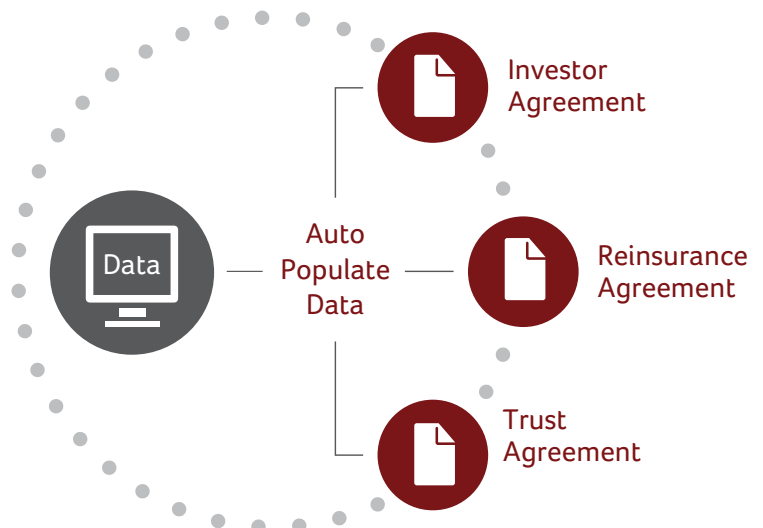 Data
Auto
Populate
Data
Investor
Agreement
Reinsurance
Agreement
Trust
Agreement